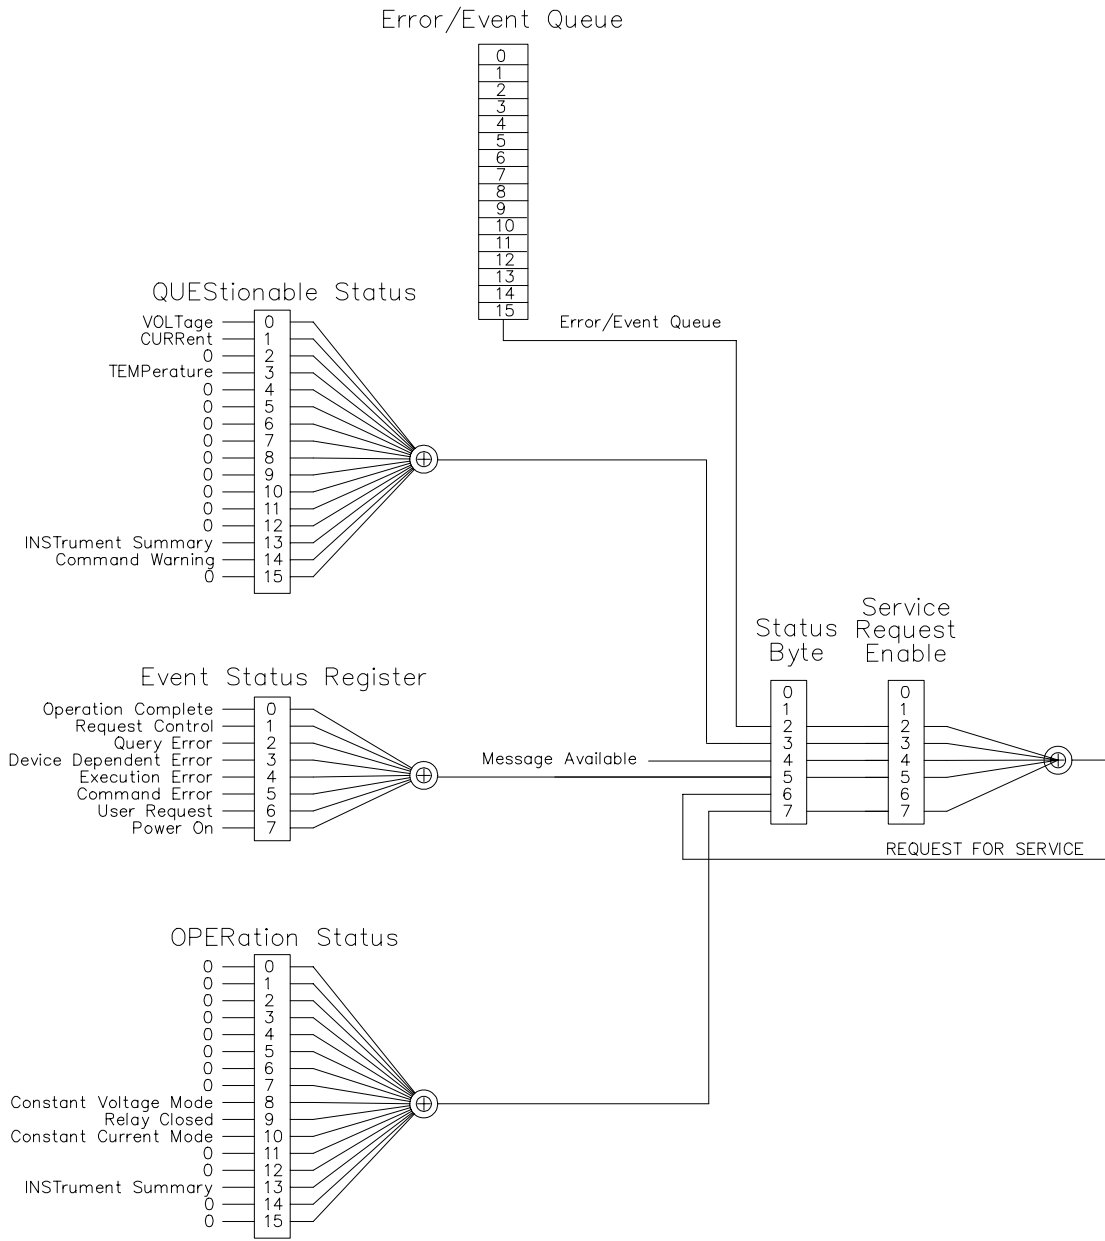 Error/Event Queue
0
1
2
3
4
5
6
7
8
9
10
11
12
13
14
15
Error/Event Queue
QUEStionable Status
VOLTage 0
CURRent 1
0 2
TEMPerature 3
0 4
0 5
0 6
0 7
0 8
0 9
0 10
0 11
0 12
INSTrument Summary 13
Command Warning 14
0 15
Event Status Register
Operation Complete 0
Request Control 1
Query Error 2
Device Dependent Error 3
Execution Error 4
Command Error 5
User Request 6
Power On 7
Message Available
Status
Byte
0
1
2
3
4
5
6
7
Service
Request
Enable
0
1
2
3
4
5
6
7
REQUEST FOR SERVICE
OPERation Status
0 0
0 1
0 2
0 3
0 4
0 5
0 6
0 7
Constant Voltage Mode 8
Relay Closed 9
Constant Current Mode 10
0 11
0 12
INSTrument Summary 13
0 14
0 15